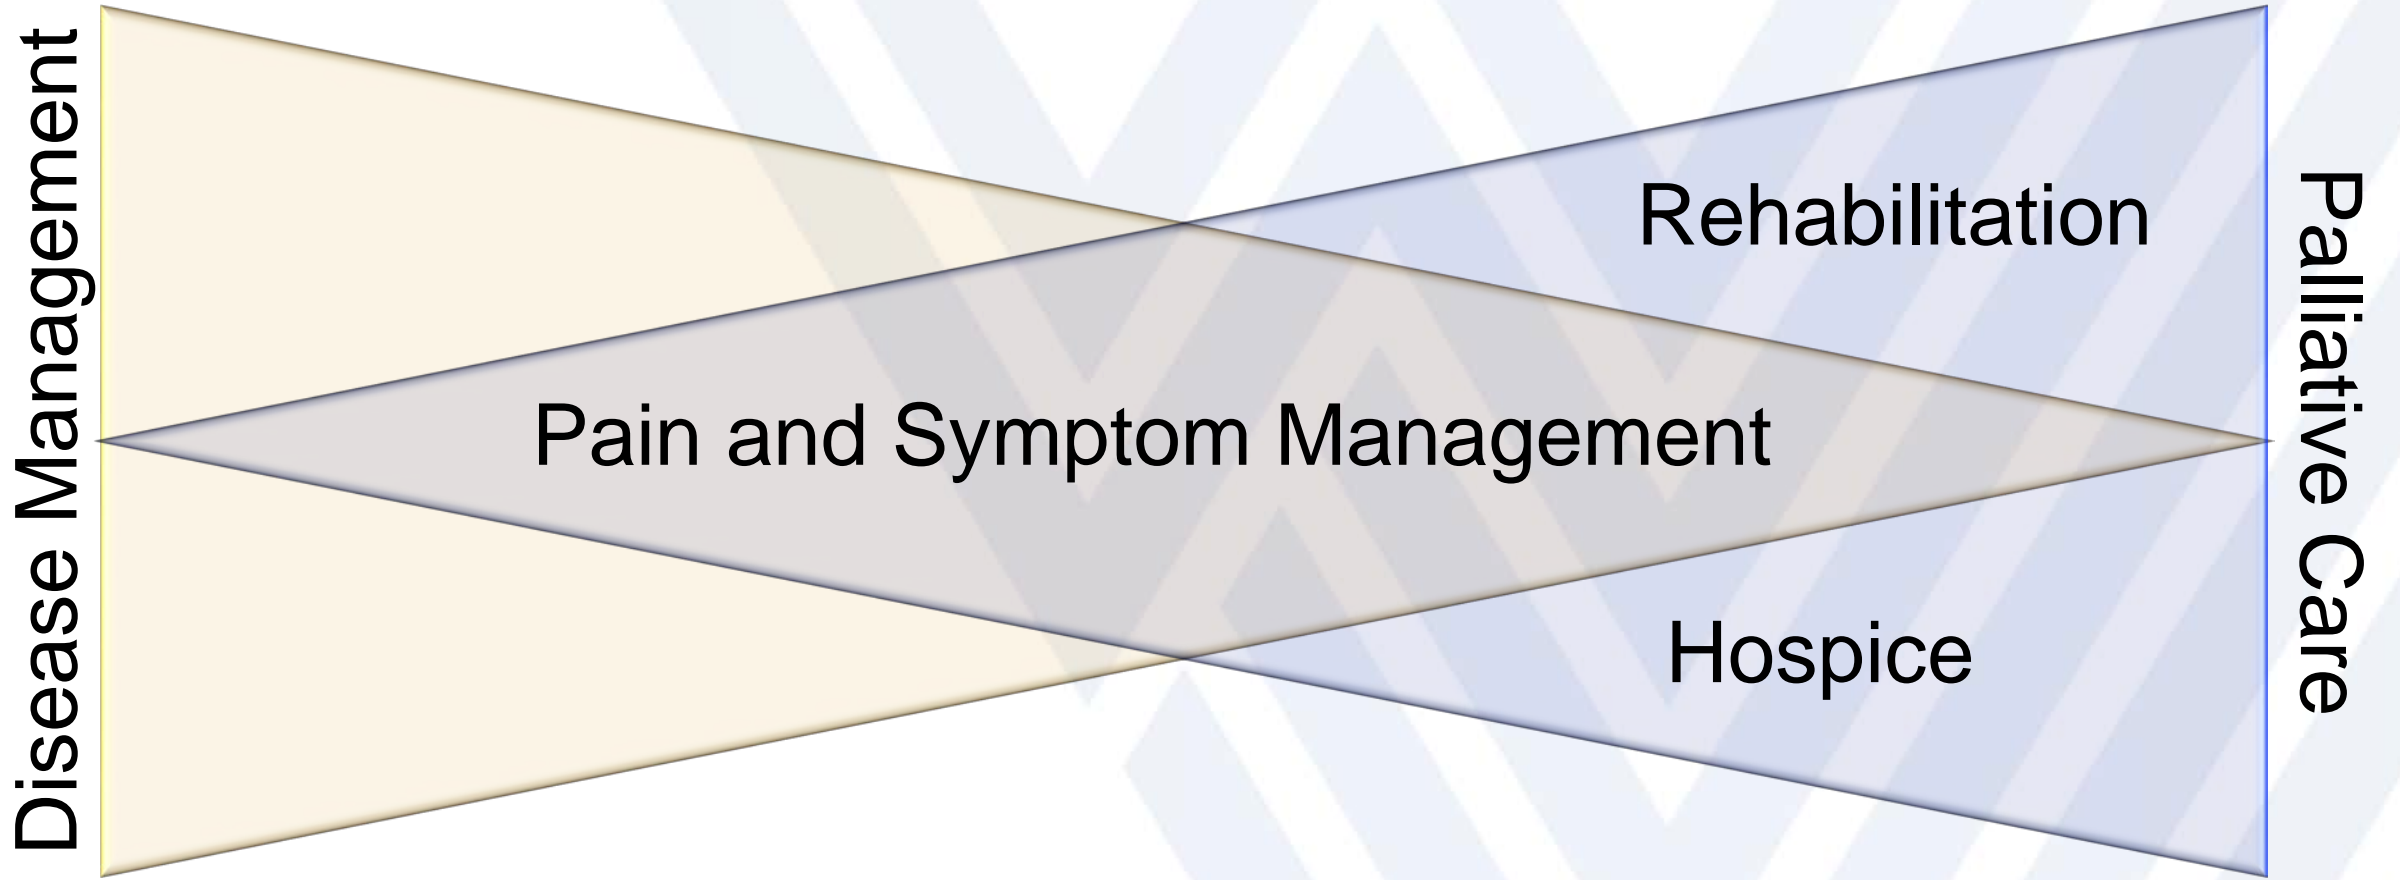 Disease Management
Rehabilitation
Pain and Symptom Management
Hospice
Palliative Care